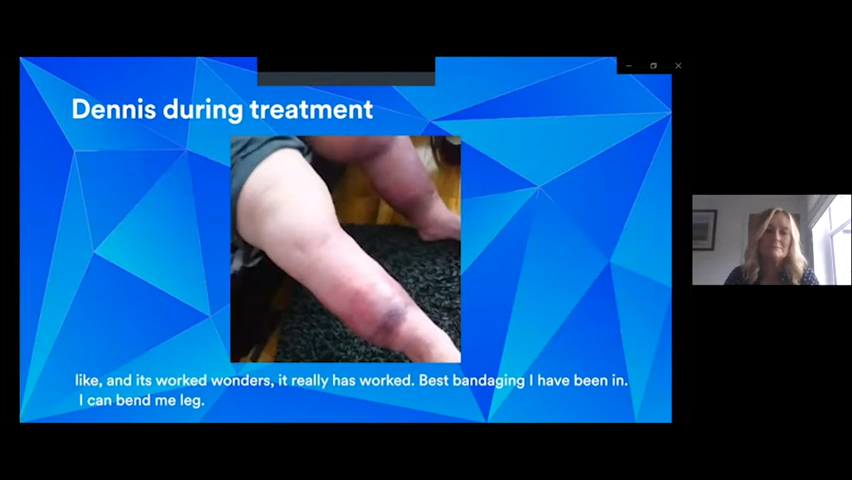 Dennis during treatment
like, and its worked wonders, it really has worked. Best bandaging I have been in.
I can bend me leg.